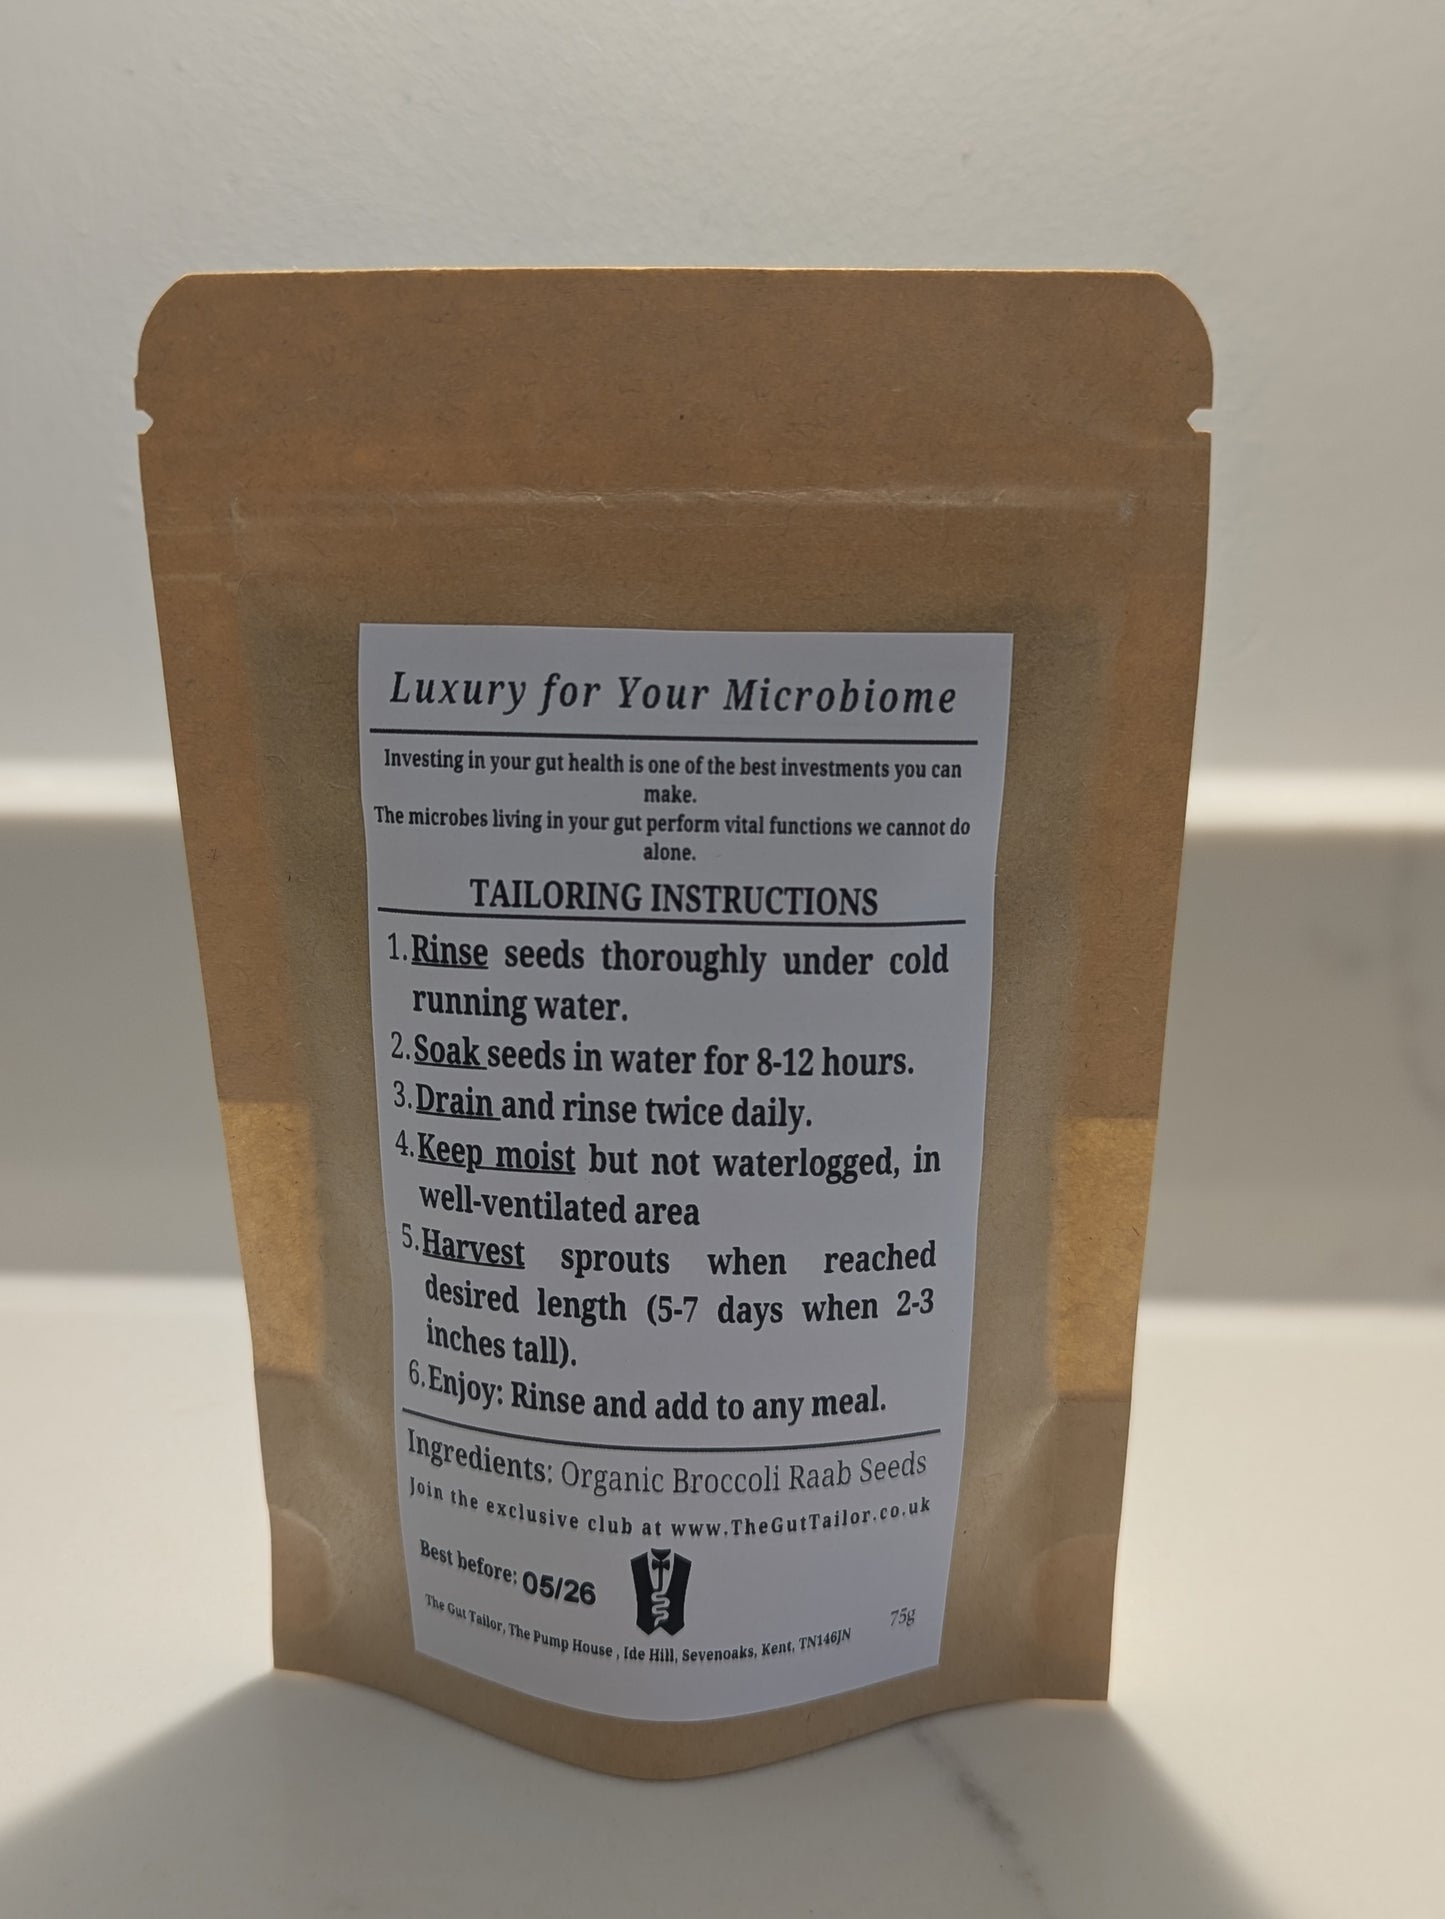 Luxury for Your Microbiome
Investing in your gut health is one of the best investments you can
make.
The microbes living in your gut perform vital functions we cannot do
alone.
TAILORING INSTRUCTIONS
1.Rinse seeds thoroughly under cold
running water.
2.Soak seeds in water for 8-12 hours.
3.Drain and rinse twice daily.
4.Keep moist but not waterlogged, in
well-ventilated area
5.Harvest sprouts when reached
desired length (5-7 days when 2-3
inches tall).
6.Enjoy: Rinse and add to any meal.
Ingredients: Organic Broccoli Raab Seeds
Join the exclusive club at www.TheGutTailor.co.uk
Best before: 05/26
75g
The Gut Tailor, The Pump House , Ide Hill, Sevenoaks, Kent, TN146JN